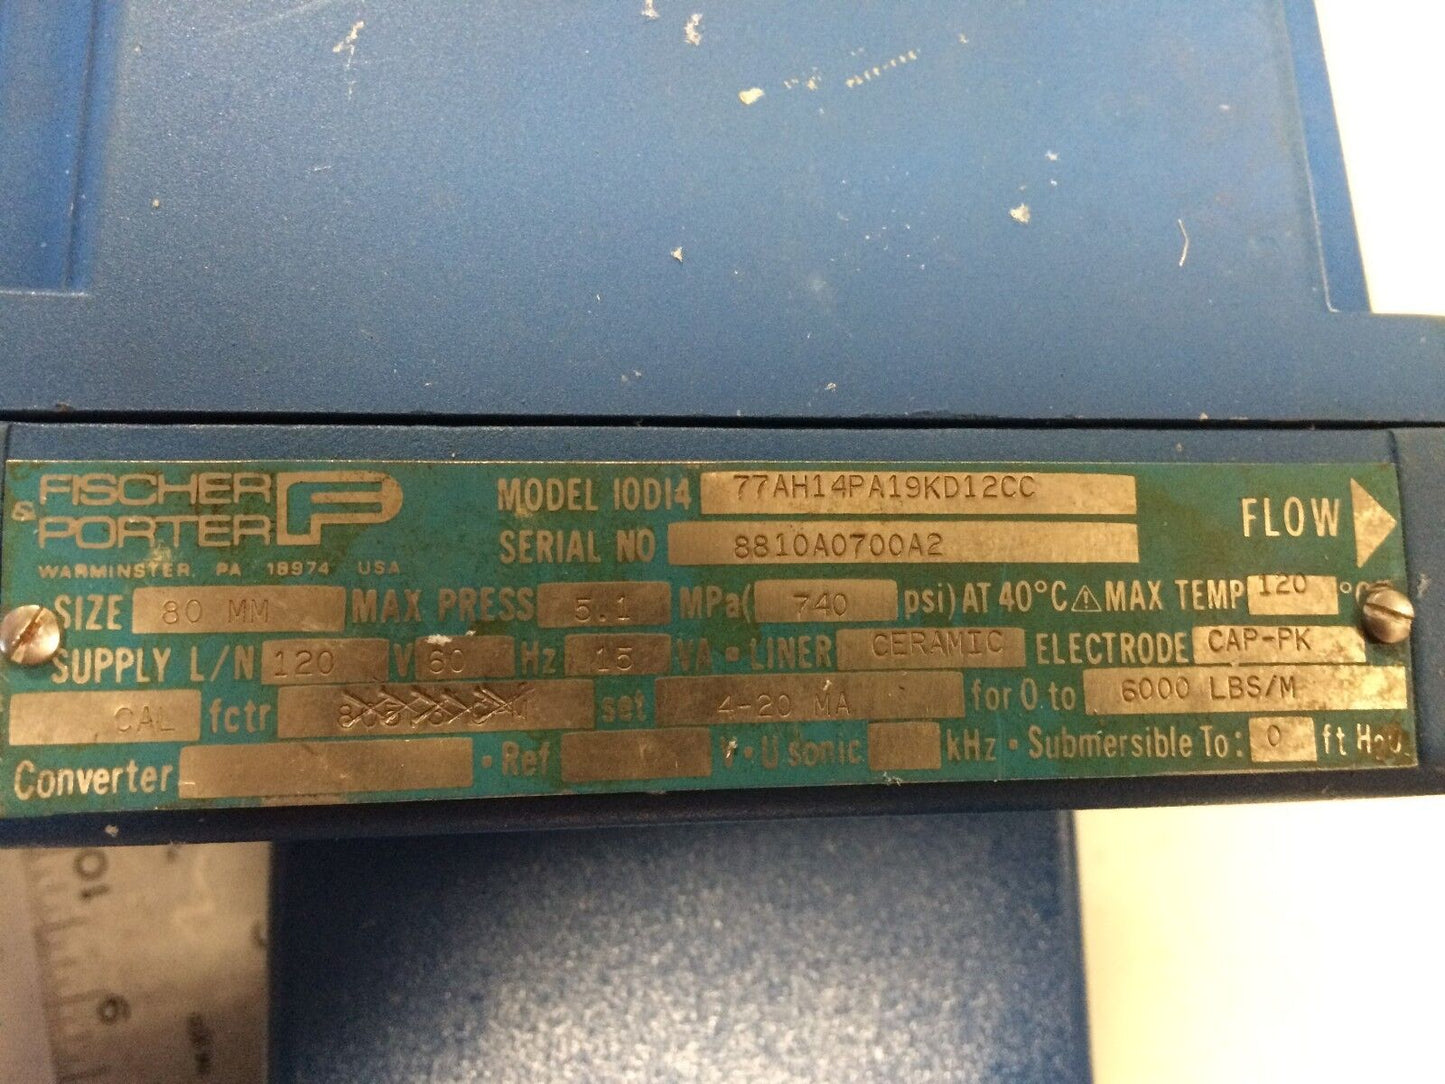 FISCHER
& PORTER
WARMINSTER, PA 18974 USA
MODEL 10D14 77AH14PA19KD12CC
SERIAL NO 8810A0700A2
FLOW
SIZE 80 MM MAX PRESS 5.1 MPa( 740 psi) AT 40°C ⚠ MAX TEMP 120 °C
SUPPLY L/N 120 V 60 Hz 15 VA • LINER CERAMIC ELECTRODE CAP-PK
CAL fctr set 4-20 MA for 0 to 6000 LBS/M
Converter • Ref V • U sonic kHz • Submersible To: 0 ft H2O
10
9